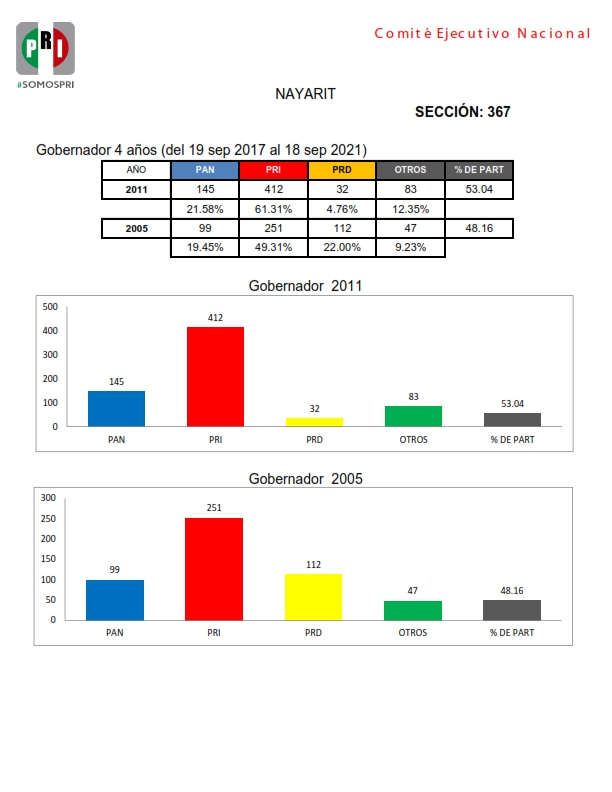 Comité Ejecutivo Nacional
PRI
#SOMOSPRI
NAYARIT
SECCIÓN: 367
Gobernador 4 años (del 19 sep 2017 al 18 sep 2021)
AÑO PAN PRI PRD OTROS % DE PART
2011 145 412 32 83 53.04
21.58% 61.31% 4.76% 12.35%
2005 99 251 112 47 48.16
19.45% 49.31% 22.00% 9.23%
Gobernador 2011
500
412
400
300
200
145
100
83
53.04
32
0
PAN PRI PRD OTROS % DE PART
Gobernador 2005
300
251
250
200
150
112
99
100
50
47
48.16
0
PAN PRI PRD OTROS % DE PART